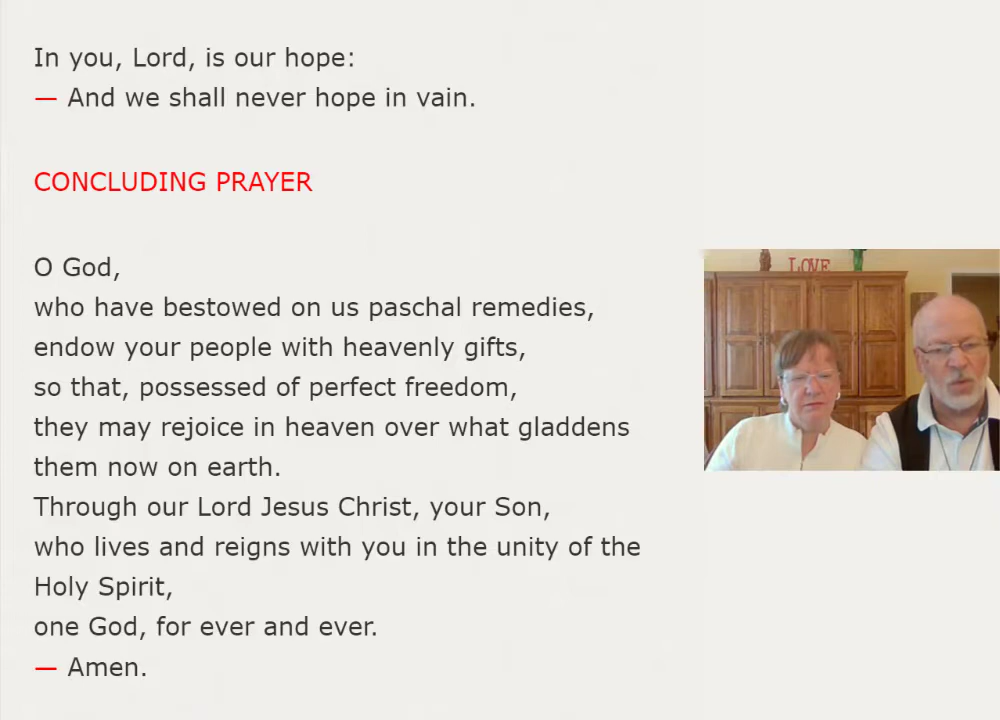 In you, Lord, is our hope:
— And we shall never hope in vain.
CONCLUDING PRAYER
O God,
who have bestowed on us paschal remedies,
endow your people with heavenly gifts,
so that, possessed of perfect freedom,
they may rejoice in heaven over what gladdens
them now on earth.
Through our Lord Jesus Christ, your Son,
who lives and reigns with you in the unity of the
Holy Spirit,
one God, for ever and ever.
— Amen.
LOVE